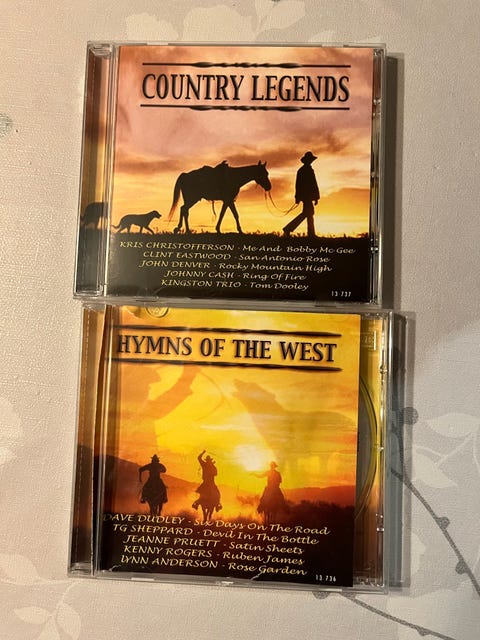 COUNTRY LEGENDS
KRIS CHRISTOFFERSON - Me And Bobby Mc Gee
CLINT EASTWOOD - San Antonio Rose
JOHN DENVER - Rocky Mountain High
JOHNNY CASH - Ring Of Fire
KINGSTON TRIO - Tom Dooley
13 737
HYMNS OF THE WEST
DAVE DUDLEY - Six Days On The Road
TG SHEPPARD - Devil In The Bottle
JEANNE PRUETT - Satin Sheets
KENNY ROGERS - Ruben James
LYNN ANDERSON - Rose Garden
13 736